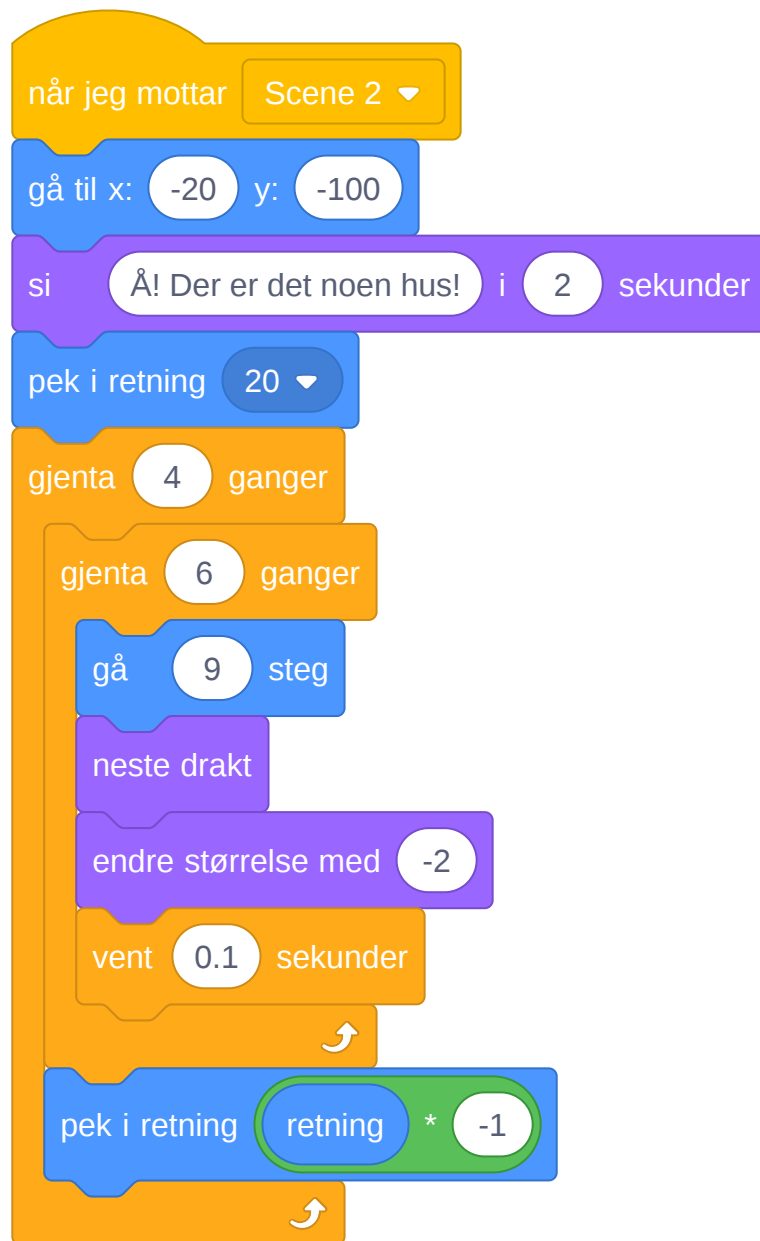 når jeg mottar Scene 2
gå til x: -20 y: -100
si Å! Der er det noen hus! i 2 sekunder
pek i retning 20
gjenta 4 ganger
gjenta 6 ganger
gå 9 steg
neste drakt
endre størrelse med -2
vent 0.1 sekunder
pek i retning retning * -1